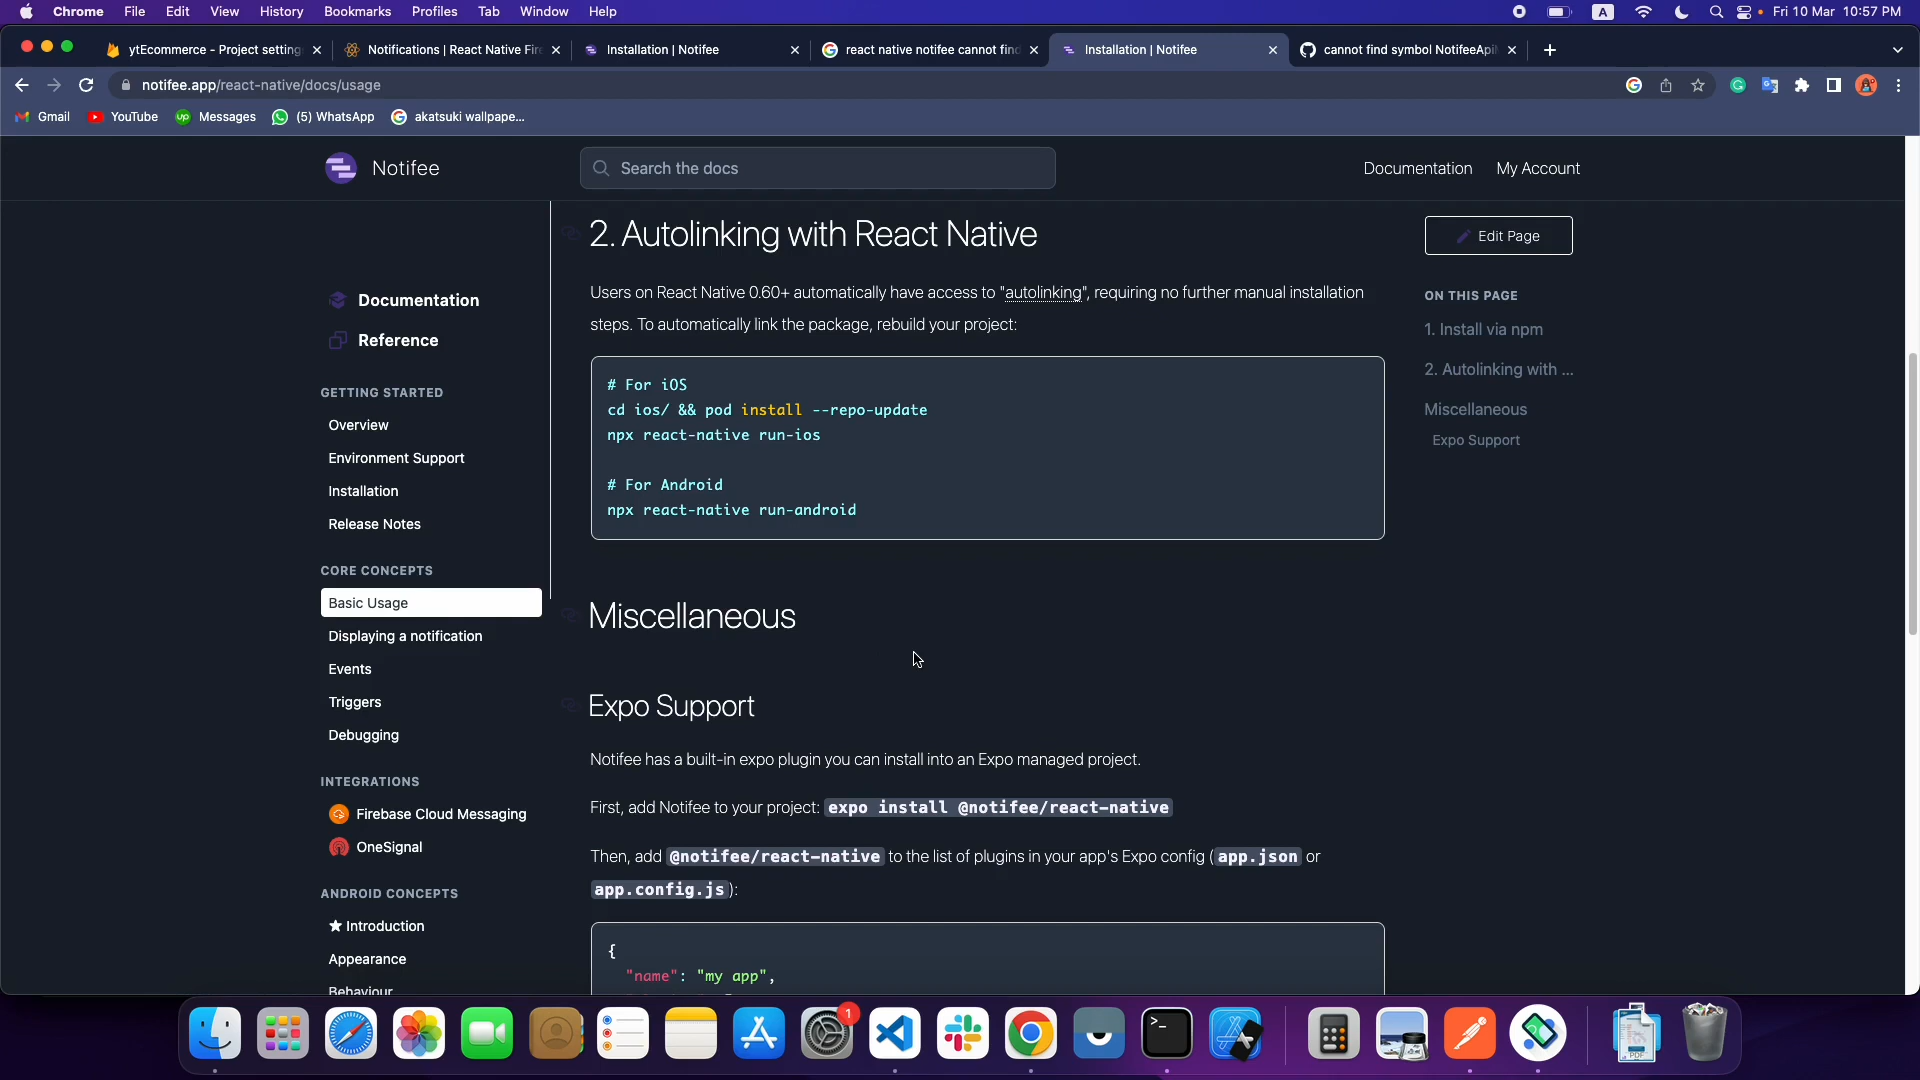 Chrome File Edit View History Bookmarks Profiles Tab Window Help A Fri 10 Mar 10:57 PM
ytEcommerce - Project setting Notifications | React Native Fire Installation | Notifee react native notifee cannot find Installation | Notifee cannot find symbol NotifeeApi
notifee.app/react-native/docs/usage
Gmail YouTube up Messages (5) WhatsApp akatsuki wallpape...
Notifee Search the docs Documentation My Account
Documentation
Reference
GETTING STARTED
Overview
Environment Support
Installation
Release Notes
CORE CONCEPTS
Basic Usage
Displaying a notification
Events
Triggers
Debugging
INTEGRATIONS
Firebase Cloud Messaging
OneSignal
ANDROID CONCEPTS
Introduction
Appearance
Behaviour
2. Autolinking with React Native
Users on React Native 0.60+ automatically have access to "autolinking", requiring no further manual installation
steps. To automatically link the package, rebuild your project:
# For iOS
cd ios/ && pod install --repo-update
npx react-native run-ios
# For Android
npx react-native run-android
Miscellaneous
Expo Support
Notifee has a built-in expo plugin you can install into an Expo managed project.
First, add Notifee to your project: expo install @notifee/react-native
Then, add @notifee/react-native to the list of plugins in your app's Expo config (app.json or
app.config.js):
{
"name": "my app",
Edit Page
ON THIS PAGE
1. Install via npm
2. Autolinking with ...
Miscellaneous
Expo Support
1
PDF